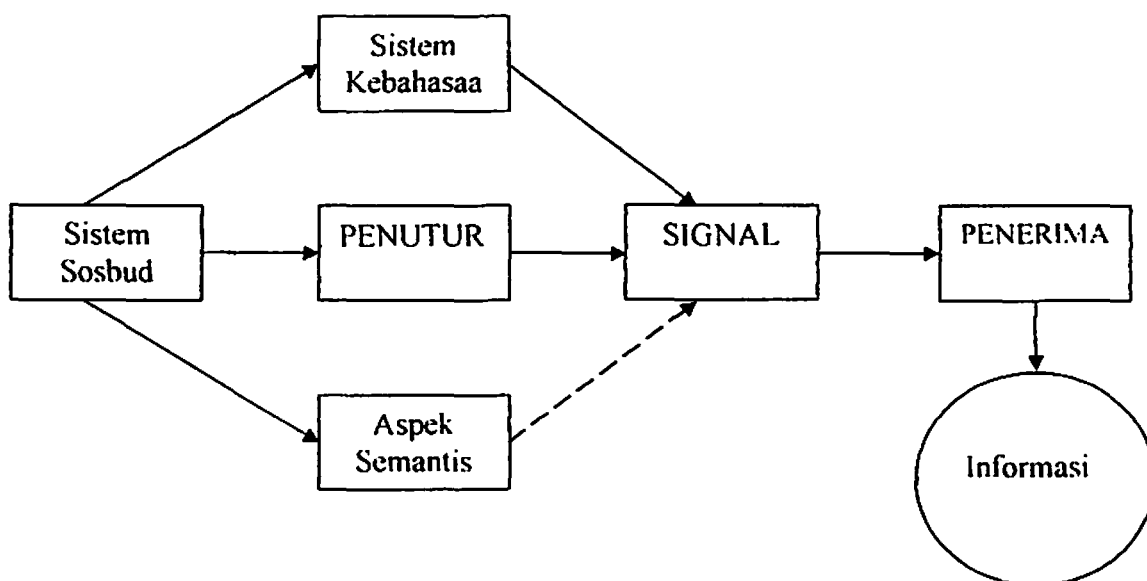 Sistem
Kebahasaa
Sistem
Sosbud
PENUTUR
SIGNAL
PENERIMA
Aspek
Semantis
Informasi